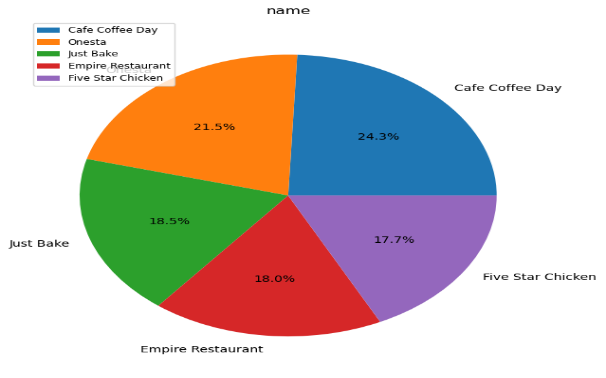 name
Cafe Coffee Day
Onesta
Just Bake
Empire Restaurant
Five Star Chicken
Onesta
Cafe Coffee Day
21.5%
24.3%
18.5%
17.7%
Just Bake
18.0%
Five Star Chicken
Empire Restaurant